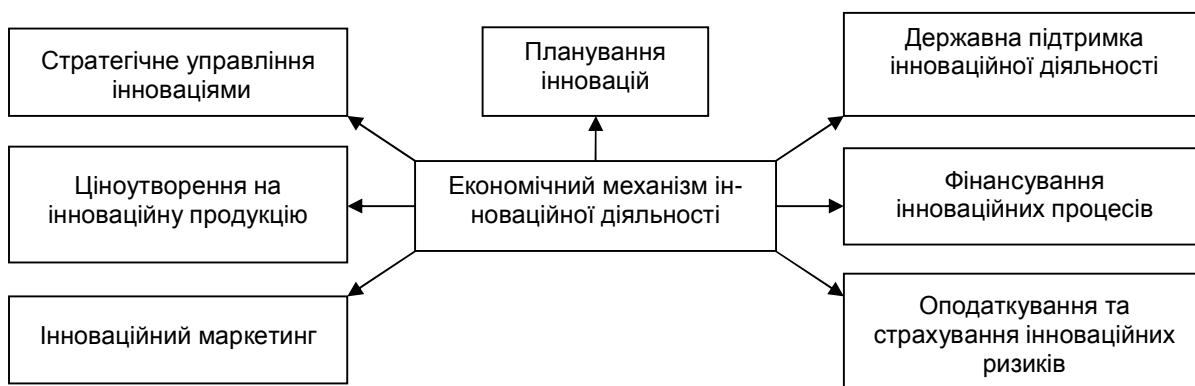 Стратегічне управління
інноваціями
Планування
інновацій
Державна підтримка
інноваційної діяльності
Ціноутворення на
інноваційну продукцію
Економічний механізм ін-
новаційної діяльності
Фінансування
інноваційних процесів
Інноваційний маркетинг
Оподаткування та
страхування інноваційних
ризиків